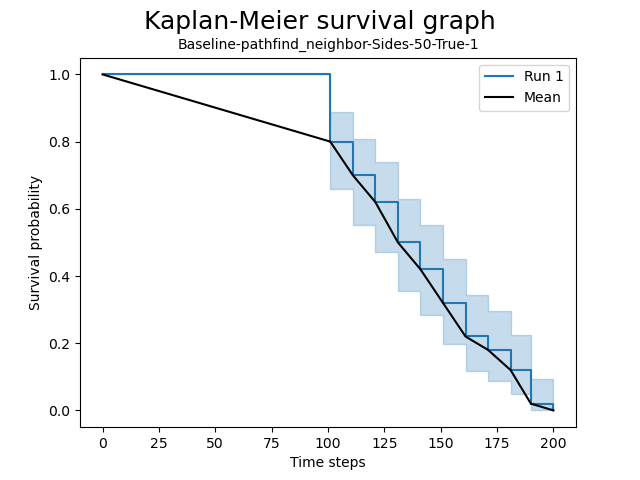 Kaplan-Meier survival graph
Baseline-pathfind_neighbor-Sides-50-True-1
Run 1
Mean
Survival probability
1.0
0.8
0.6
0.4
0.2
0.0
0 25 50 75 100 125 150 175 200
Time steps